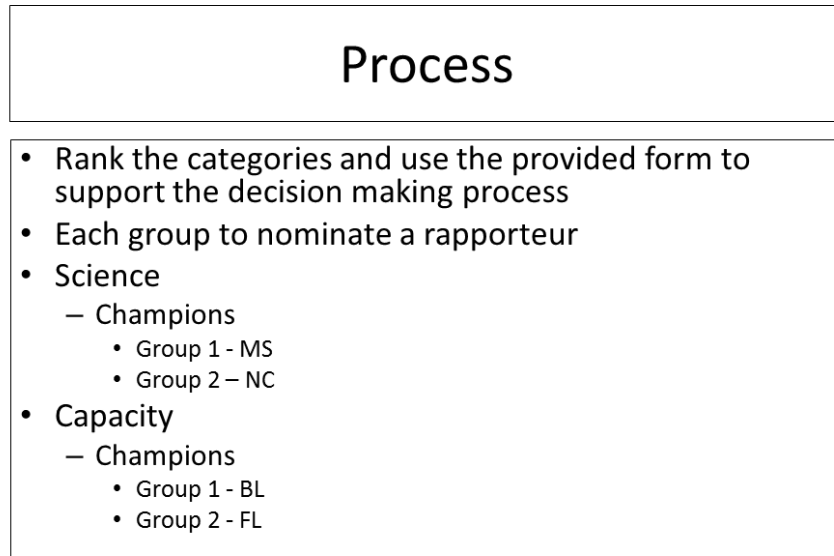 Process
• Rank the categories and use the provided form to
support the decision making process
• Each group to nominate a rapporteur
• Science
– Champions
• Group 1 - MS
• Group 2 – NC
• Capacity
– Champions
• Group 1 - BL
• Group 2 - FL